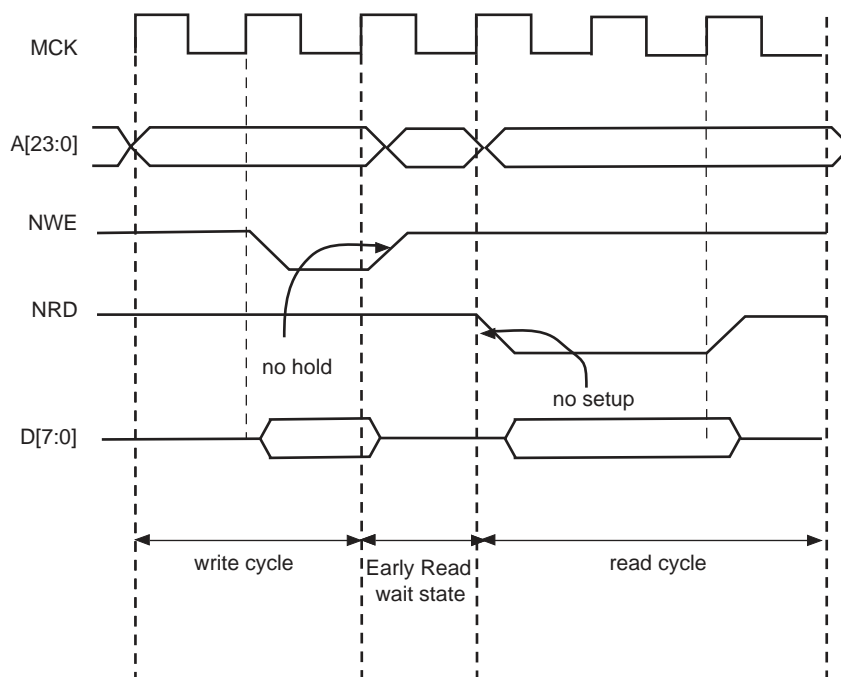 MCK
A[23:0]
NWE
NRD
no hold
no setup
D[7:0]
write cycle
Early Read
wait state
read cycle